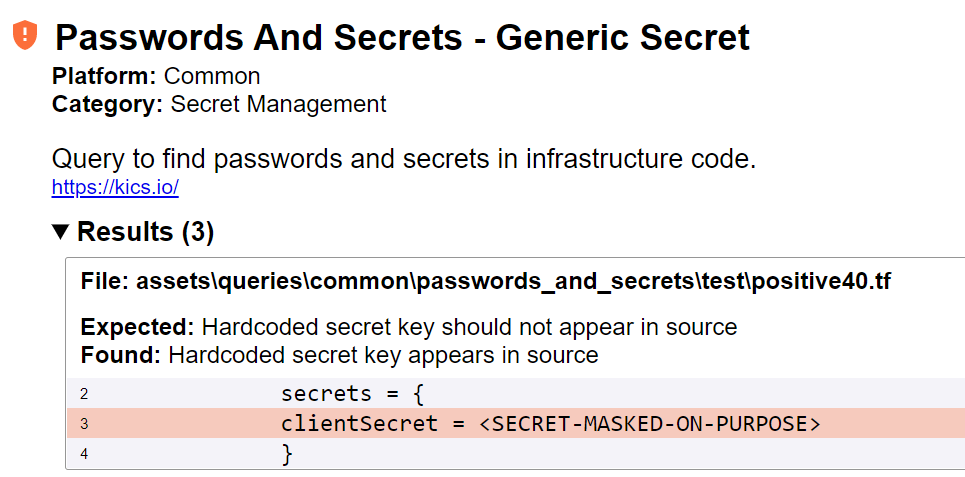 Passwords And Secrets - Generic Secret
Platform: Common
Category: Secret Management
Query to find passwords and secrets in infrastructure code.
https://kics.io/
▼ Results (3)
File: assets\queries\common\passwords_and_secrets\test\positive40.tf
Expected: Hardcoded secret key should not appear in source
Found: Hardcoded secret key appears in source
2 secrets = {
3 clientSecret = <SECRET-MASKED-ON-PURPOSE>
4 }